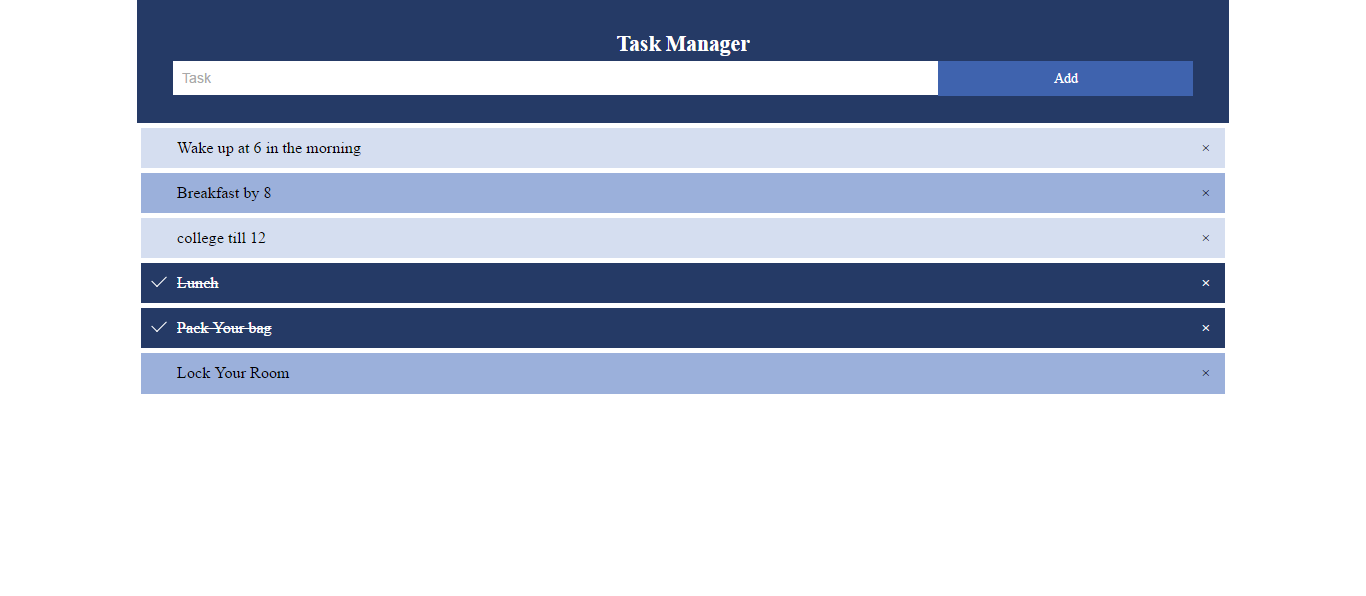 Task Manager
Task Add
Wake up at 6 in the morning ×
Breakfast by 8 ×
college till 12 ×
Lunch ×
Pack Your bag ×
Lock Your Room ×